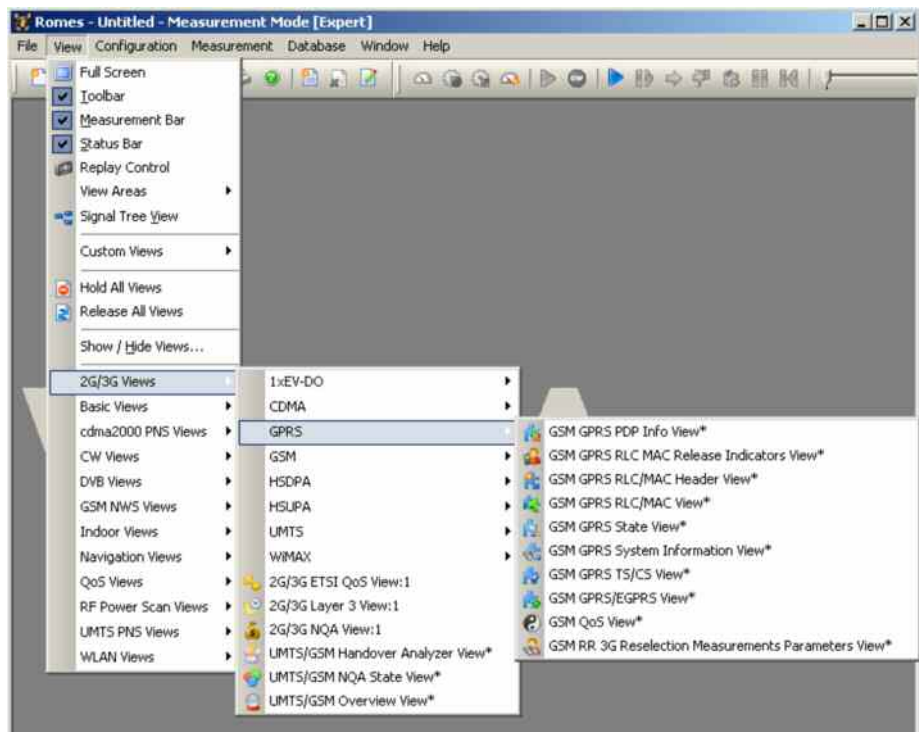 Romes - Untitled - Measurement Mode [Expert]
File View Configuration Measurement Database Window Help
Full Screen
Toolbar
Measurement Bar
Status Bar
Replay Control
View Areas
Signal Tree View
Custom Views
Hold All Views
Release All Views
Show / Hide Views...
2G/3G Views
Basic Views
cdma2000 PNS Views
CW Views
DVB Views
GSM NWS Views
Indoor Views
Navigation Views
QoS Views
RF Power Scan Views
UMTS PNS Views
WLAN Views
1xEV-DO
CDMA
GPRS
GSM
HSDPA
HSUPA
UMTS
WiMAX
2G/3G ETSI QoS View:1
2G/3G Layer 3 View:1
2G/3G NQA View:1
UMTS/GSM Handover Analyzer View*
UMTS/GSM NQA State View*
UMTS/GSM Overview View*
GSM GPRS PDP Info View*
GSM GPRS RLC MAC Release Indicators View*
GSM GPRS RLC/MAC Header View*
GSM GPRS RLC/MAC View*
GSM GPRS State View*
GSM GPRS System Information View*
GSM GPRS TS/CS View*
GSM GPRS/EGPRS View*
GSM QoS View*
GSM RR 3G Reselection Measurements Parameters View*